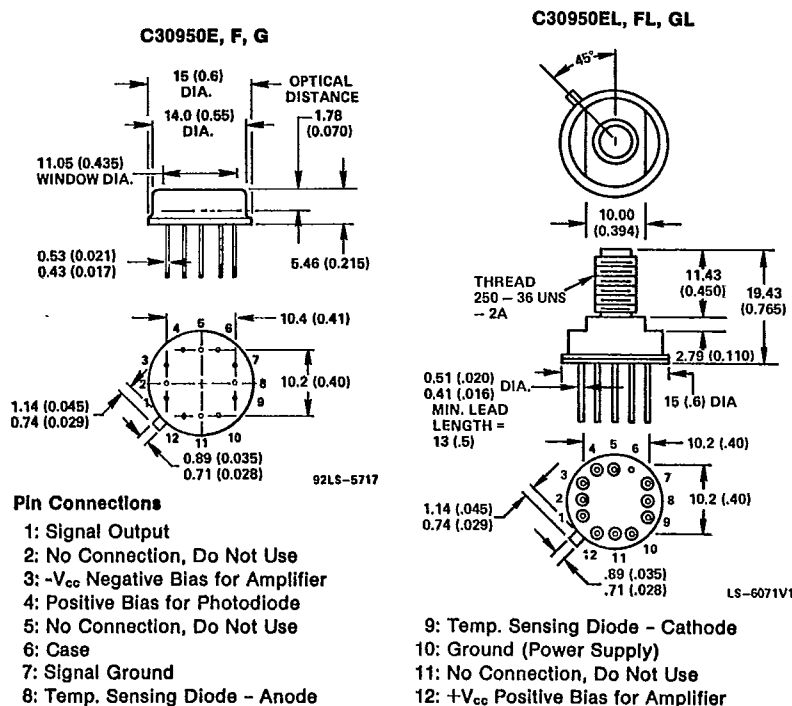 C30950E, F, G
15 (0.6)
DIA.
14.0 (0.55)
DIA.
OPTICAL
DISTANCE
1.78
(0.070)
11.05 (0.435)
WINDOW DIA.
0.53 (0.021)
0.43 (0.017)
5.46 (0.215)
10.4 (0.41)
10.2 (0.40)
4 5 6
3 7
2 8
1 9
12 11 10
1.14 (0.045)
0.74 (0.029)
0.89 (0.035)
0.71 (0.028)
92LS-5717
C30950EL, FL, GL
45°
10.00
(0.394)
THREAD
250 – 36 UNS
– 2A
11.43
(0.450)
19.43
(0.765)
2.79 (0.110)
0.51 (.020)
0.41 (.016) DIA.
MIN. LEAD
LENGTH =
13 (.5)
15 (.6) DIA
10.2 (.40)
10.2 (.40)
4 5 6
3 7
2 8
1 9
12 11 10
1.14 (.045)
0.74 (.029)
.89 (.035)
.71 (.028)
LS-6071V1
Pin Connections
1: Signal Output
2: No Connection, Do Not Use
3: -Vcc Negative Bias for Amplifier
4: Positive Bias for Photodiode
5: No Connection, Do Not Use
6: Case
7: Signal Ground
8: Temp. Sensing Diode – Anode
9: Temp. Sensing Diode – Cathode
10: Ground (Power Supply)
11: No Connection, Do Not Use
12: +Vcc Positive Bias for Amplifier